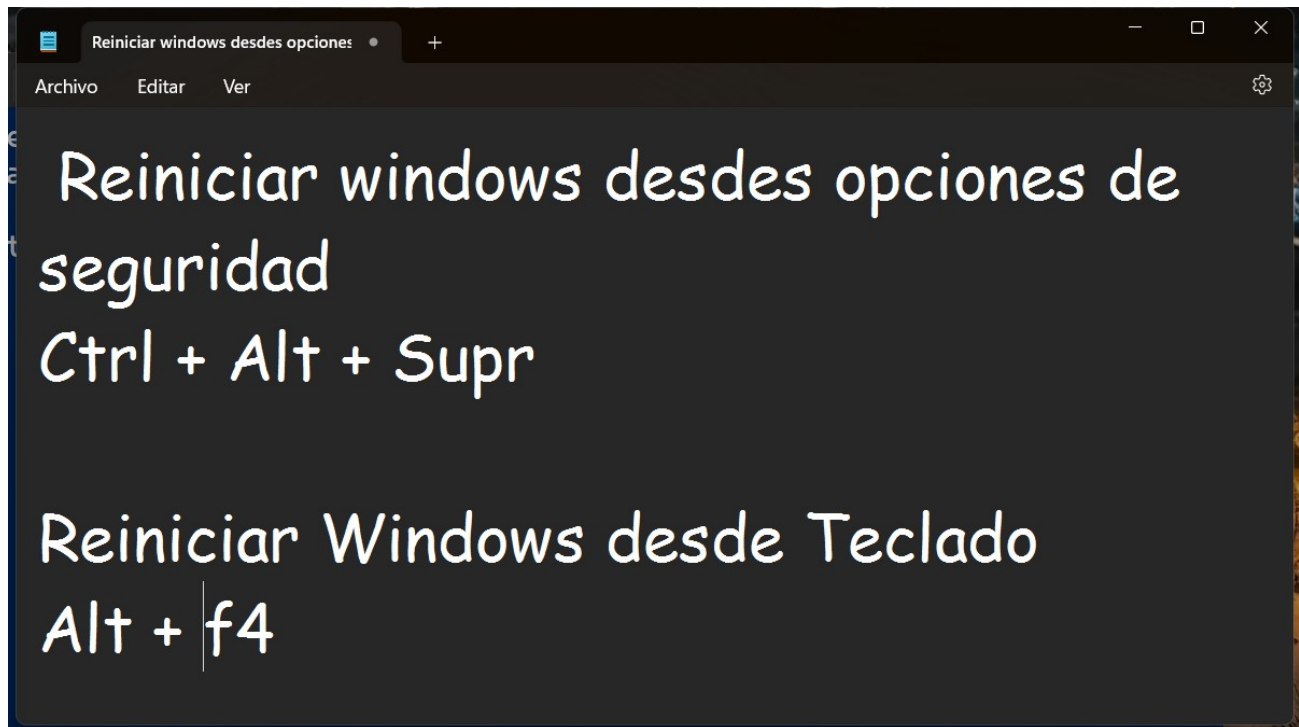 Reiniciar windows desdes opciones
Archivo Editar Ver
Reiniciar windows desdes opciones de
seguridad
Ctrl + Alt + Supr
Reiniciar Windows desde Teclado
Alt + f4